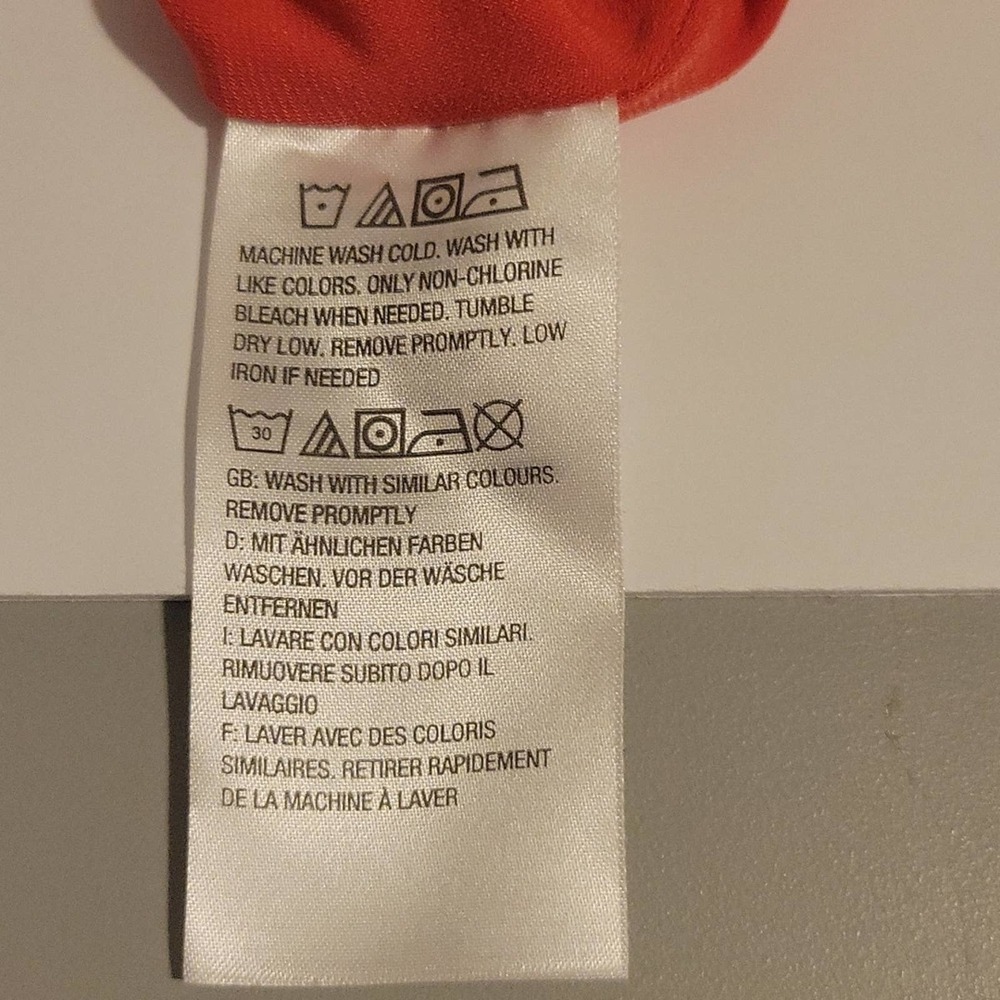 MACHINE WASH COLD. WASH WITH
LIKE COLORS. ONLY NON-CHLORINE
BLEACH WHEN NEEDED. TUMBLE
DRY LOW. REMOVE PROMPTLY. LOW
IRON IF NEEDED
30
GB: WASH WITH SIMILAR COLOURS.
REMOVE PROMPTLY
D: MIT ÄHNLICHEN FARBEN
WASCHEN. VOR DER WÄSCHE
ENTFERNEN
I: LAVARE CON COLORI SIMILARI.
RIMUOVERE SUBITO DOPO IL
LAVAGGIO
F: LAVER AVEC DES COLORIS
SIMILAIRES. RETIRER RAPIDEMENT
DE LA MACHINE À LAVER